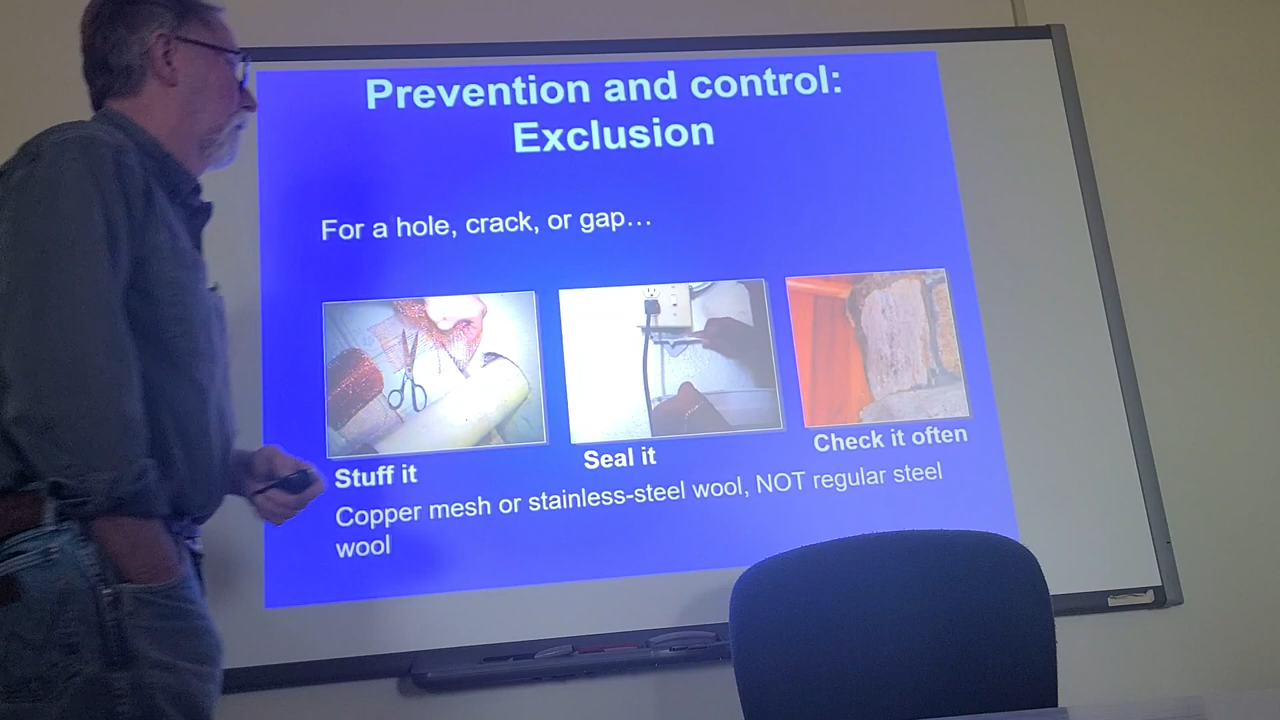 Prevention and control:
Exclusion
For a hole, crack, or gap…
Stuff it
Seal it
Check it often
Copper mesh or stainless-steel wool, NOT regular steel
wool